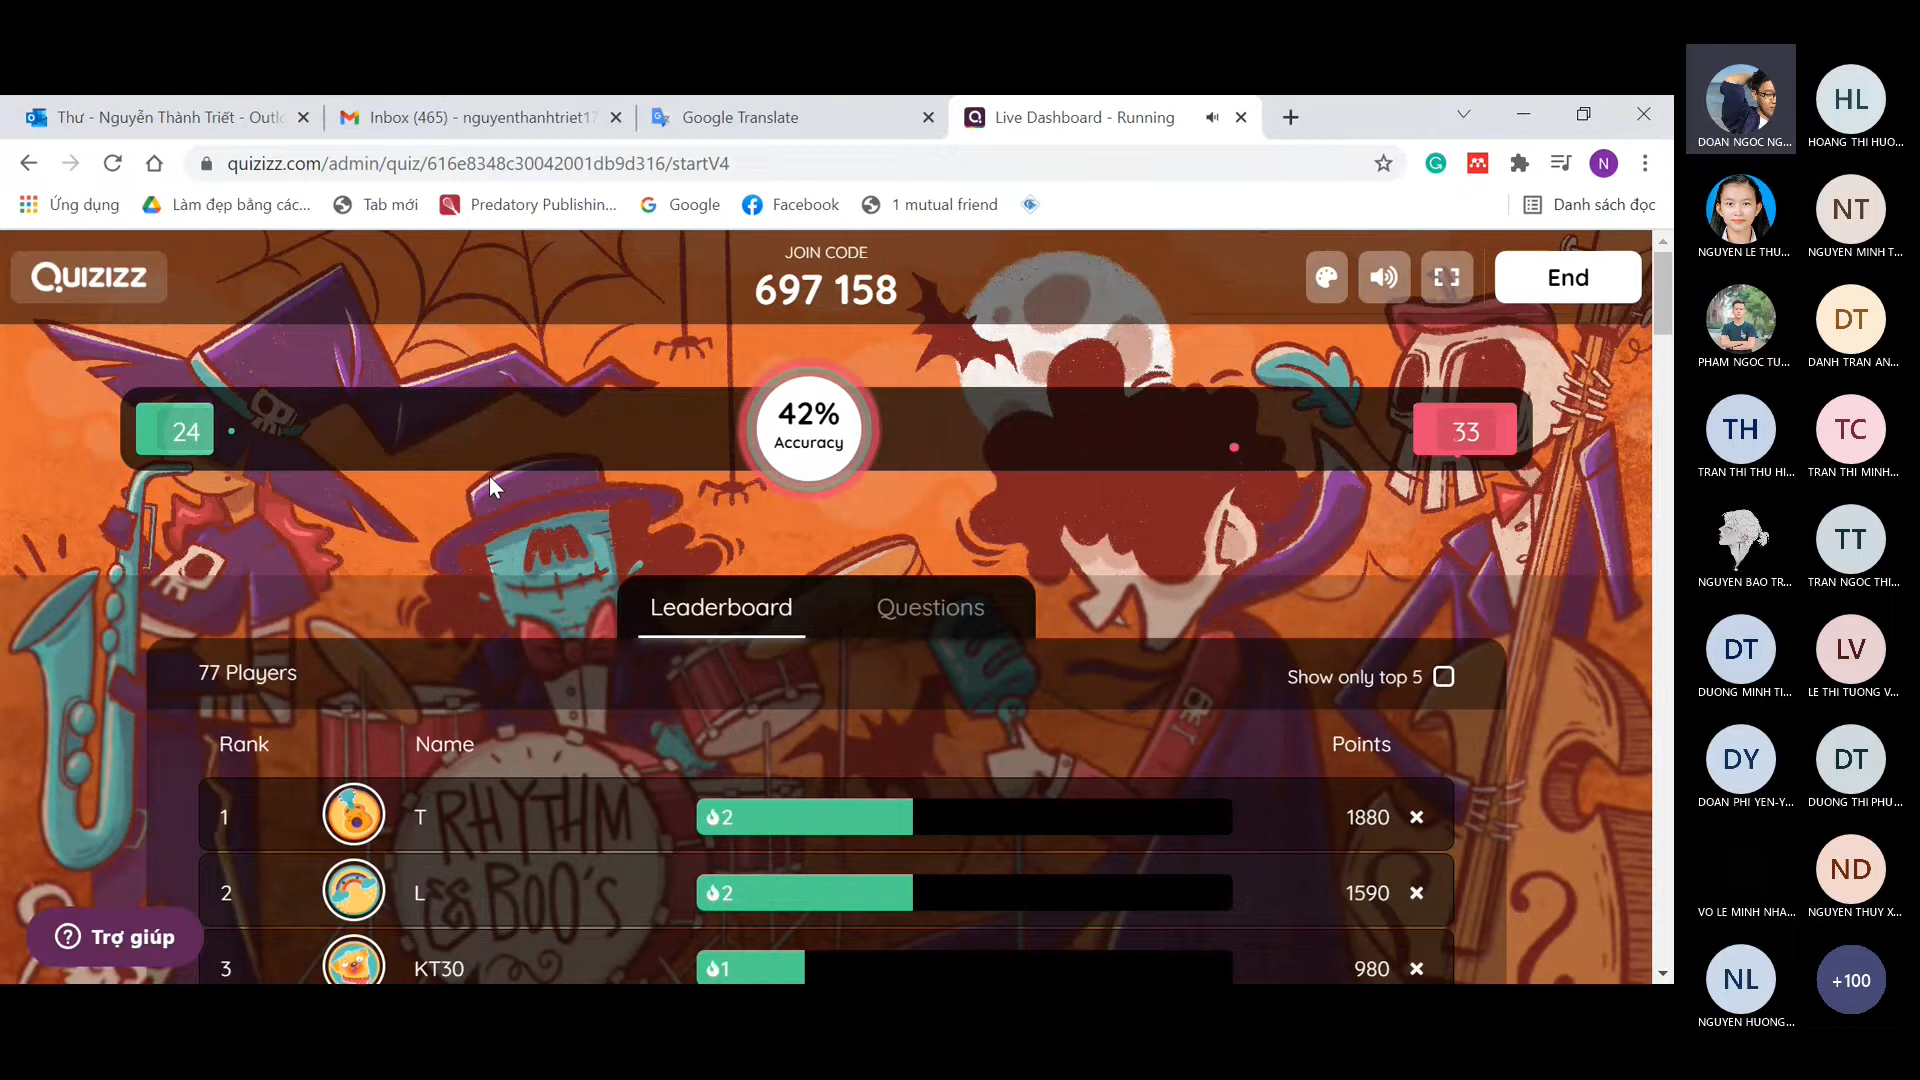 Thư - Nguyễn Thành Triết - Outlo
Inbox (465) - nguyenthanhtriet17
Google Translate
Live Dashboard - Running
quizizz.com/admin/quiz/616e8348c30042001db9d316/startV4
N
Ứng dụng
Làm đẹp bằng các...
Tab mới
Predatory Publishin...
Google
Facebook
1 mutual friend
Danh sách đọc
Quizizz
JOIN CODE
697 158
End
24
42%
Accuracy
33
Leaderboard
Questions
77 Players
Show only top 5
Rank
Name
Points
1
T
2
1880
2
L
2
1590
3
KT30
1
980
RHYTHM
BOO'S
Trợ giúp
DOAN NGOC NG...
HL
HOANG THI HUO...
NGUYEN LE THU...
NT
NGUYEN MINH T...
PHAM NGOC TU...
DT
DANH TRAN AN...
TH
TRAN THI THU HI...
TC
TRAN THI MINH...
NGUYEN BAO TR...
TT
TRAN NGOC THI...
DT
DUONG MINH TI...
LV
LE THI TUONG V...
DY
DOAN PHI YEN-Y...
DT
DUONG THI PHU...
VO LE MINH NHA...
ND
NGUYEN THUY X...
NL
NGUYEN HUONG...
+100